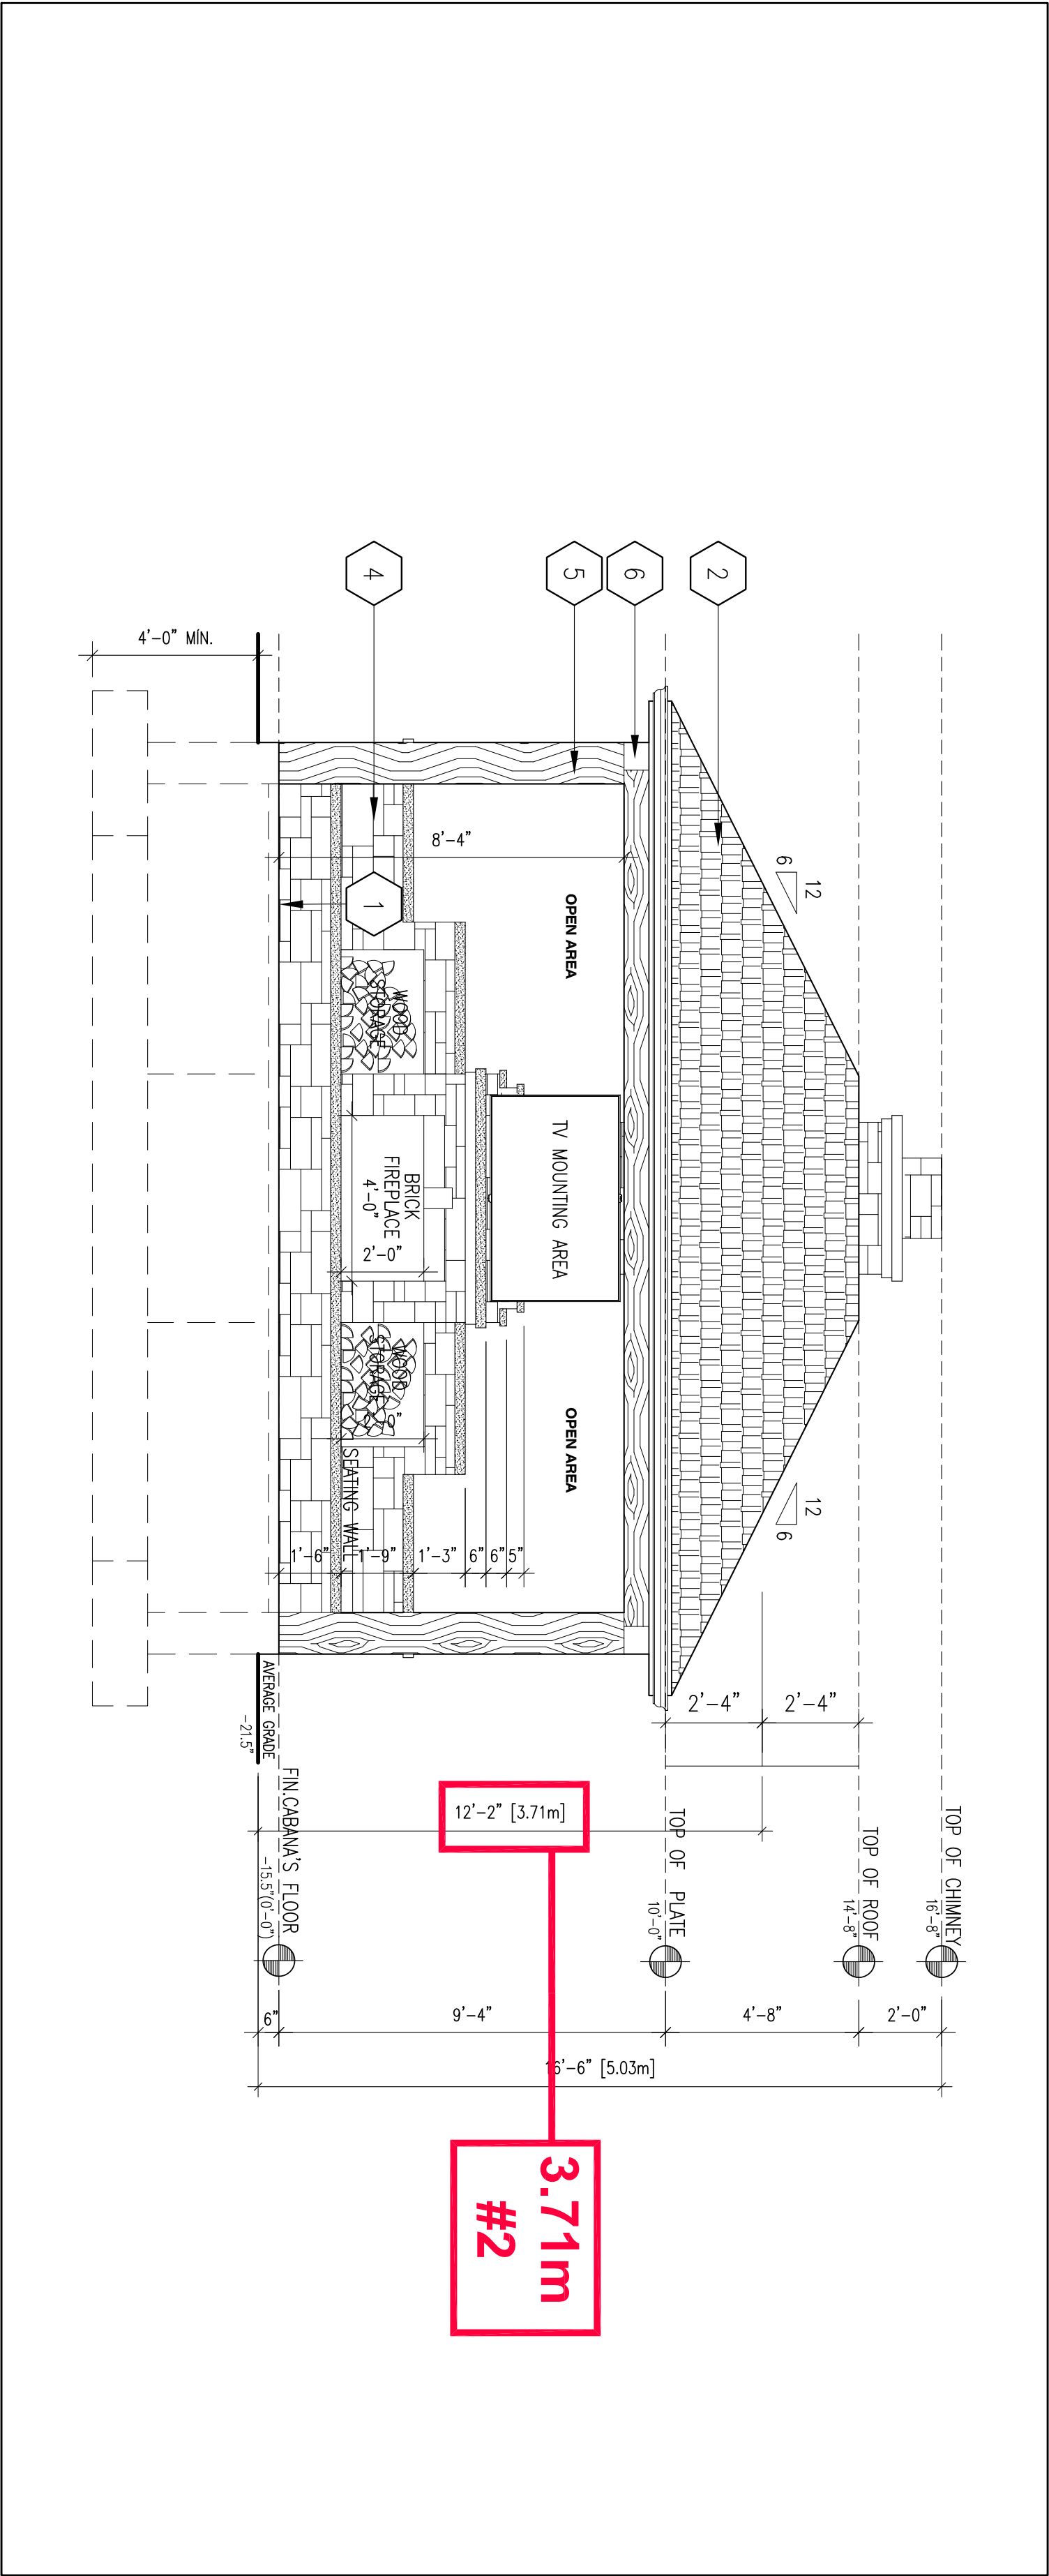 TOP OF CHIMNEY
16'-8"
TOP OF ROOF
14'-8"
TOP OF PLATE
10'-0"
FIN.CABANA'S FLOOR
-15.5"(0'-0")
AVERAGE GRADE
-21.5"
2
6
5
4
1
12
6
12
6
OPEN AREA
OPEN AREA
TV MOUNTING AREA
WOOD
STORAGE
BRICK
FIREPLACE
4'-0"
2'-0"
WOOD
STORAGE
2'-0"
SEATING WALL
8'-4"
4'-0" MÍN.
1'-6"
1'-9"
1'-3"
6"
6"
5"
2'-4"
2'-4"
12'-2" [3.71m]
6"
9'-4"
4'-8"
2'-0"
16'-6" [5.03m]
3.71m
#2